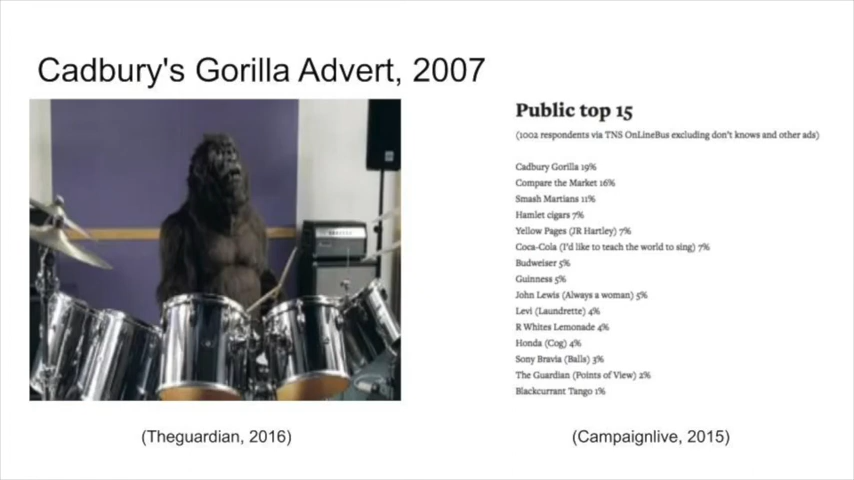 Cadbury's Gorilla Advert, 2007
Public top 15
(1002 respondents via TNS OnLineBus excluding don't knows and other ads)
Cadbury Gorilla 19%
Compare the Market 16%
Smash Martians 11%
Hamlet cigars 7%
Yellow Pages (JR Hartley) 7%
Coca-Cola (I'd like to teach the world to sing) 7%
Budweiser 5%
Guinness 5%
John Lewis (Always a woman) 5%
Levi (Laundrette) 4%
R Whites Lemonade 4%
Honda (Cog) 4%
Sony Bravia (Balls) 3%
The Guardian (Points of View) 2%
Blackcurrant Tango 1%
(Theguardian, 2016)
(Campaignlive, 2015)